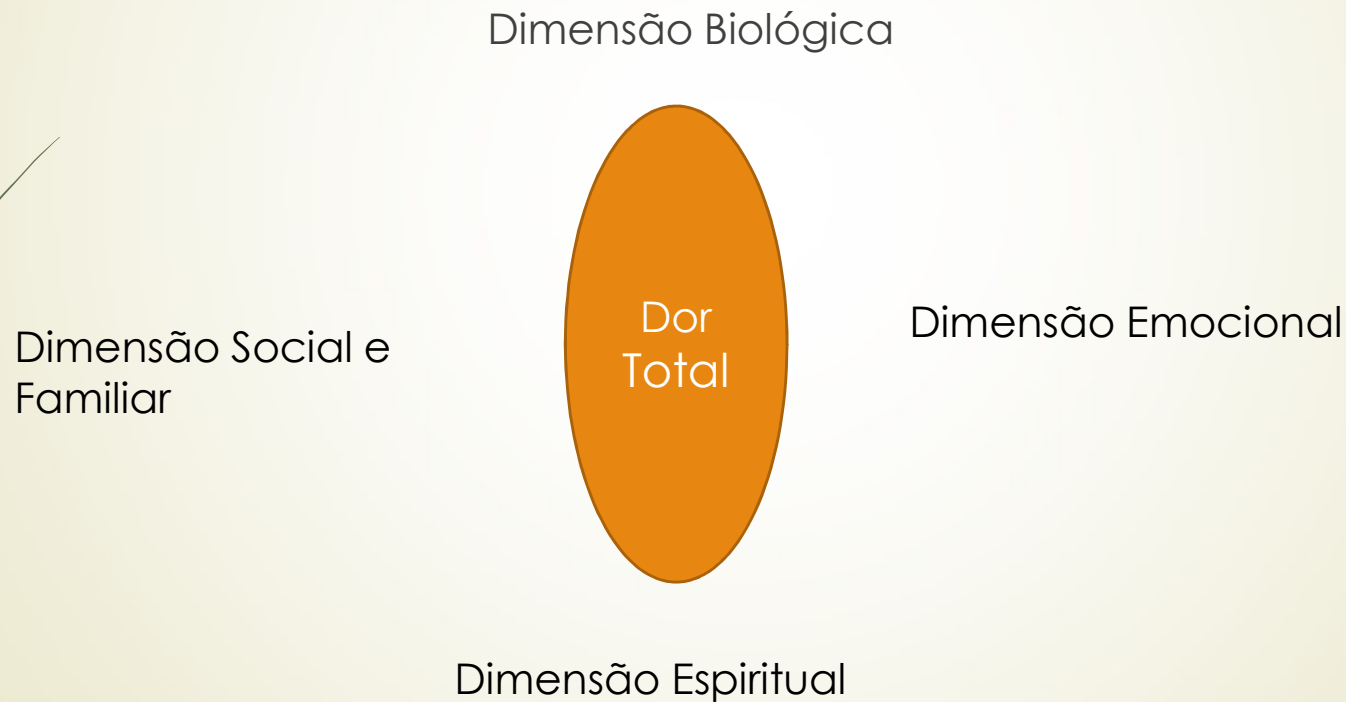 Dimensão Biológica
Dimensão Social e
Familiar
Dor
Total
Dimensão Emocional
Dimensão Espiritual